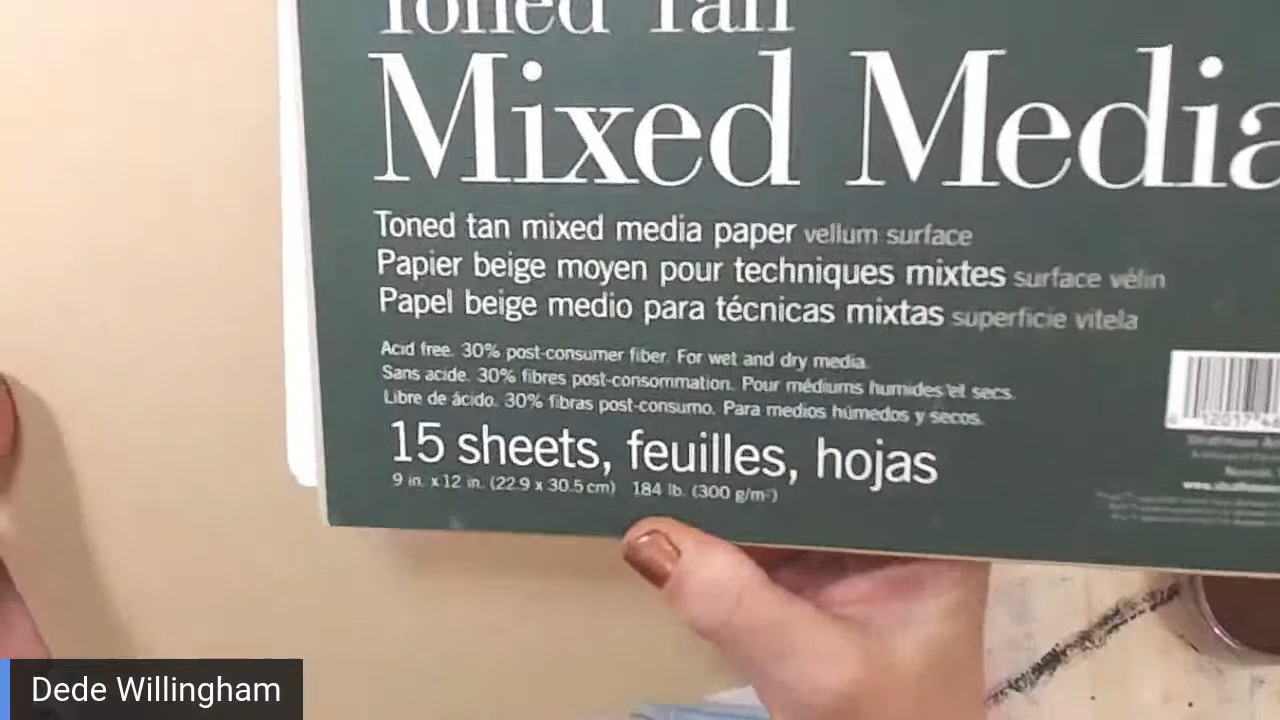 Toned Tan
Mixed Media
Toned tan mixed media paper vellum surface
Papier beige moyen pour techniques mixtes surface vélin
Papel beige medio para técnicas mixtas superficie vitela
Acid free. 30% post-consumer fiber. For wet and dry media.
Sans acide. 30% fibres post-consommation. Pour médiums humides et secs.
Libre de ácido. 30% fibras post-consumo. Para medios húmedos y secos.
15 sheets, feuilles, hojas
9 in. x 12 in. (22.9 x 30.5 cm) 184 lb. (300 g/m²)
Dede Willingham